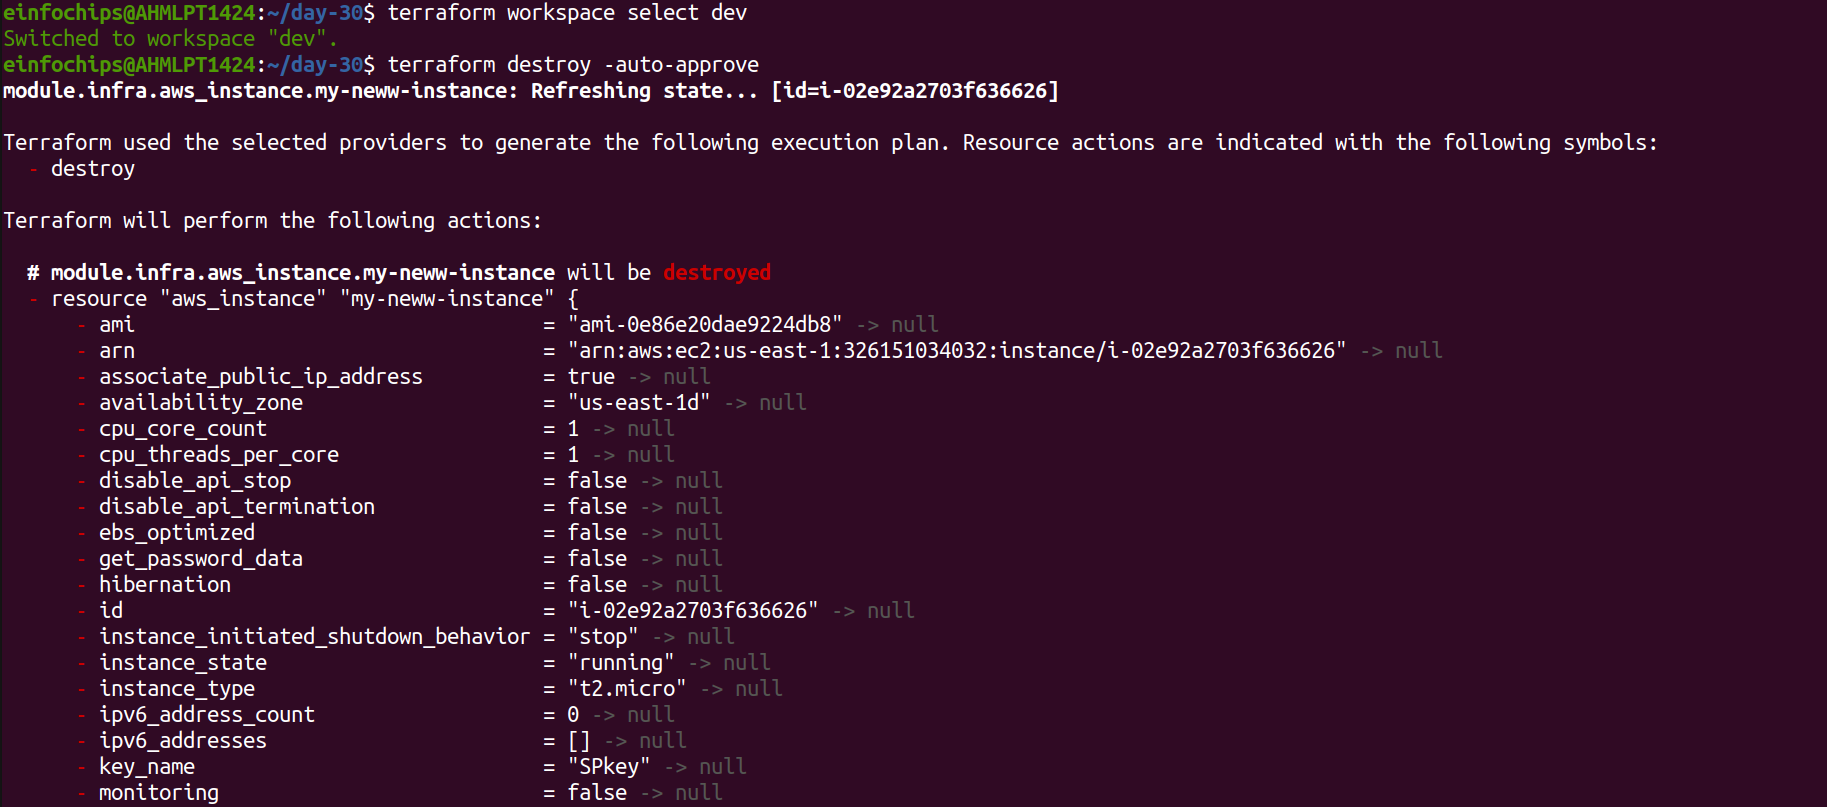 einfochips@AHMLPT1424:~/day-30$ terraform workspace select dev
Switched to workspace "dev".
einfochips@AHMLPT1424:~/day-30$ terraform destroy -auto-approve
module.infra.aws_instance.my-neww-instance: Refreshing state... [id=i-02e92a2703f636626]
Terraform used the selected providers to generate the following execution plan. Resource actions are indicated with the following symbols:
- destroy
Terraform will perform the following actions:
# module.infra.aws_instance.my-neww-instance will be destroyed
- resource "aws_instance" "my-neww-instance" {
- ami = "ami-0e86e20dae9224db8" -> null
- arn = "arn:aws:ec2:us-east-1:326151034032:instance/i-02e92a2703f636626" -> null
- associate_public_ip_address = true -> null
- availability_zone = "us-east-1d" -> null
- cpu_core_count = 1 -> null
- cpu_threads_per_core = 1 -> null
- disable_api_stop = false -> null
- disable_api_termination = false -> null
- ebs_optimized = false -> null
- get_password_data = false -> null
- hibernation = false -> null
- id = "i-02e92a2703f636626" -> null
- instance_initiated_shutdown_behavior = "stop" -> null
- instance_state = "running" -> null
- instance_type = "t2.micro" -> null
- ipv6_address_count = 0 -> null
- ipv6_addresses = [] -> null
- key_name = "SPkey" -> null
- monitoring = false -> null